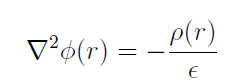 ∇²φ(r) = −ρ(r)/ϵ